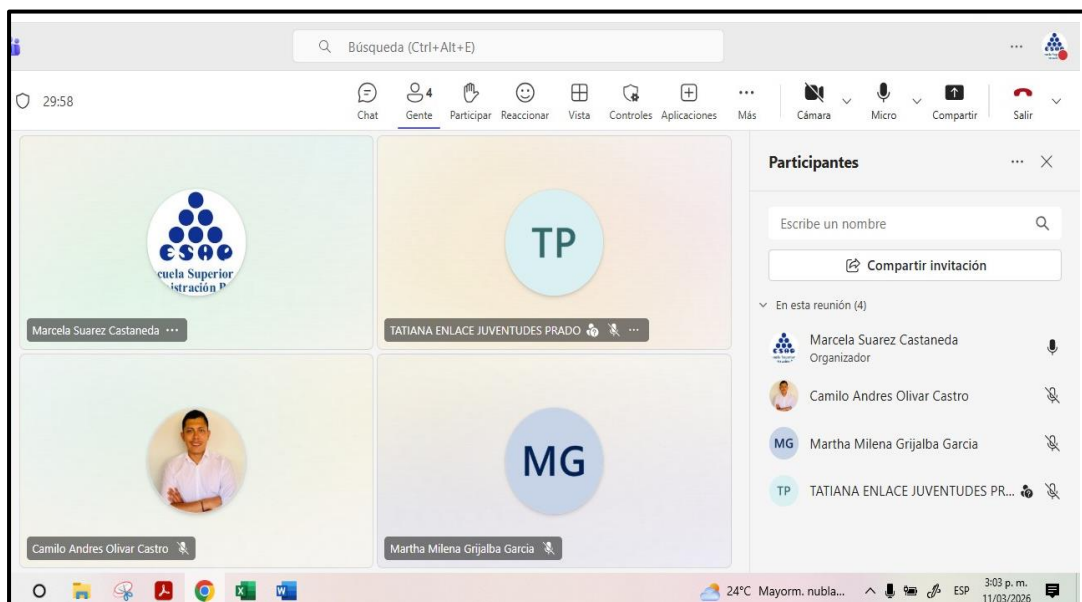 Búsqueda (Ctrl+Alt+E)
29:58
4
Chat Gente Participar Reaccionar Vista Controles Aplicaciones Más Cámara Micro Compartir Salir
Participantes
Escribe un nombre
Compartir invitación
En esta reunión (4)
Marcela Suarez Castaneda
Organizador
Camilo Andres Olivar Castro
MG Martha Milena Grijalba Garcia
TP TATIANA ENLACE JUVENTUDES PR...
ESAP
cuela Superior
istración P
Marcela Suarez Castaneda
TP
TATIANA ENLACE JUVENTUDES PRADO
Camilo Andres Olivar Castro
MG
Martha Milena Grijalba Garcia
24°C Mayorm. nubla... ESP
3:03 p. m.
11/03/2026